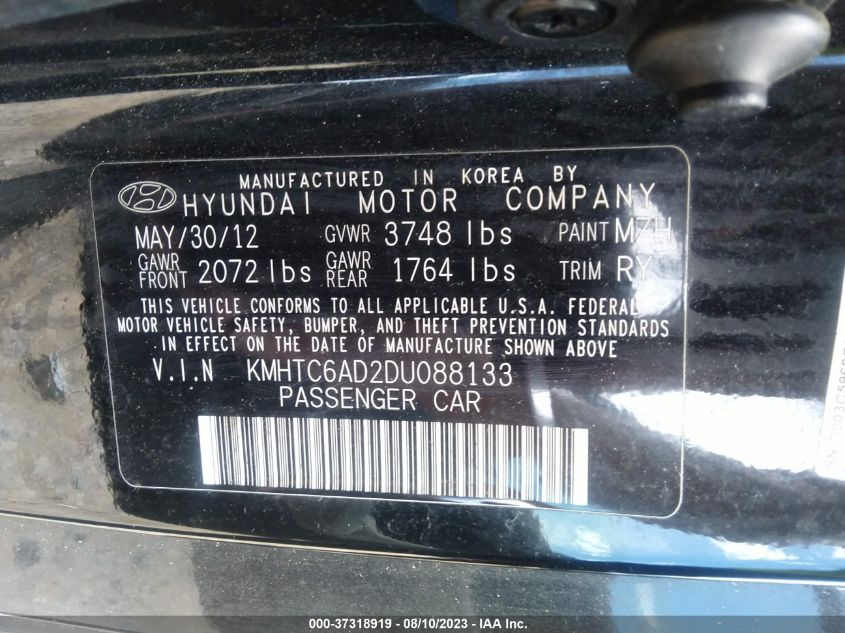 MANUFACTURED IN KOREA BY
HYUNDAI MOTOR COMPANY
MAY/30/12 GVWR 3748 lbs PAINT MZH
GAWR FRONT 2072 lbs GAWR REAR 1764 lbs TRIM RY
THIS VEHICLE CONFORMS TO ALL APPLICABLE U.S.A. FEDERAL
MOTOR VEHICLE SAFETY, BUMPER, AND THEFT PREVENTION STANDARDS
IN EFFECT ON THE DATE OF MANUFACTURE SHOWN ABOVE
V.I.N KMHTC6AD2DU088133
PASSENGER CAR
000-37318919 - 08/10/2023 - IAA Inc.